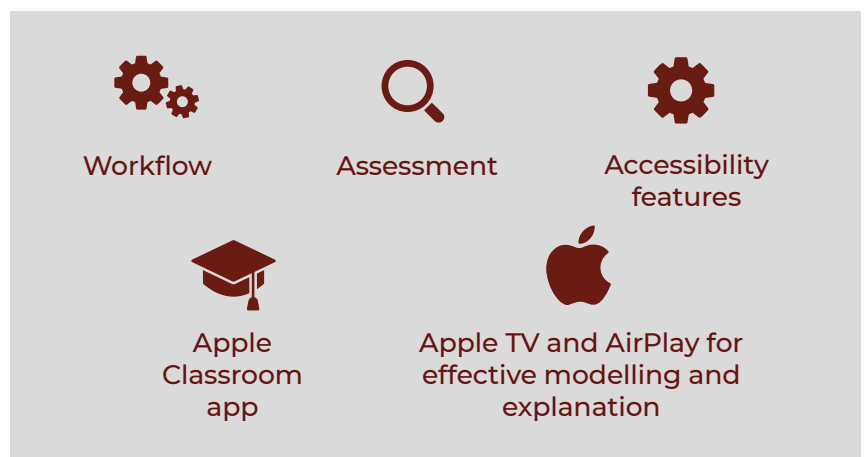 Workflow
Assessment
Accessibility
features
Apple
Classroom
app
Apple TV and AirPlay for
effective modelling and
explanation